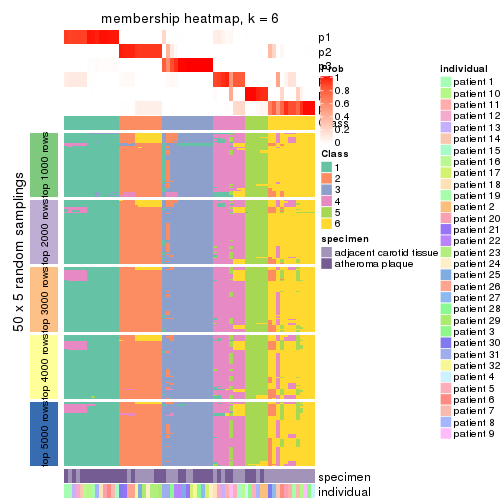 membership heatmap, k = 6
p1
p2
Prob
1
0.8
0.6
0.4
0.2
0
Class
1
2
3
4
5
6
specimen
adjacent carotid tissue
atheroma plaque
individual
patient 1
patient 10
patient 11
patient 12
patient 13
patient 14
patient 15
patient 16
patient 17
patient 18
patient 19
patient 2
patient 20
patient 21
patient 22
patient 23
patient 24
patient 25
patient 26
patient 27
patient 28
patient 29
patient 3
patient 30
patient 31
patient 32
patient 4
patient 5
patient 6
patient 7
patient 8
patient 9
50 x 5 random samplings
top 1000 rows
top 2000 rows
top 3000 rows
top 4000 rows
top 5000 rows
specimen
individual